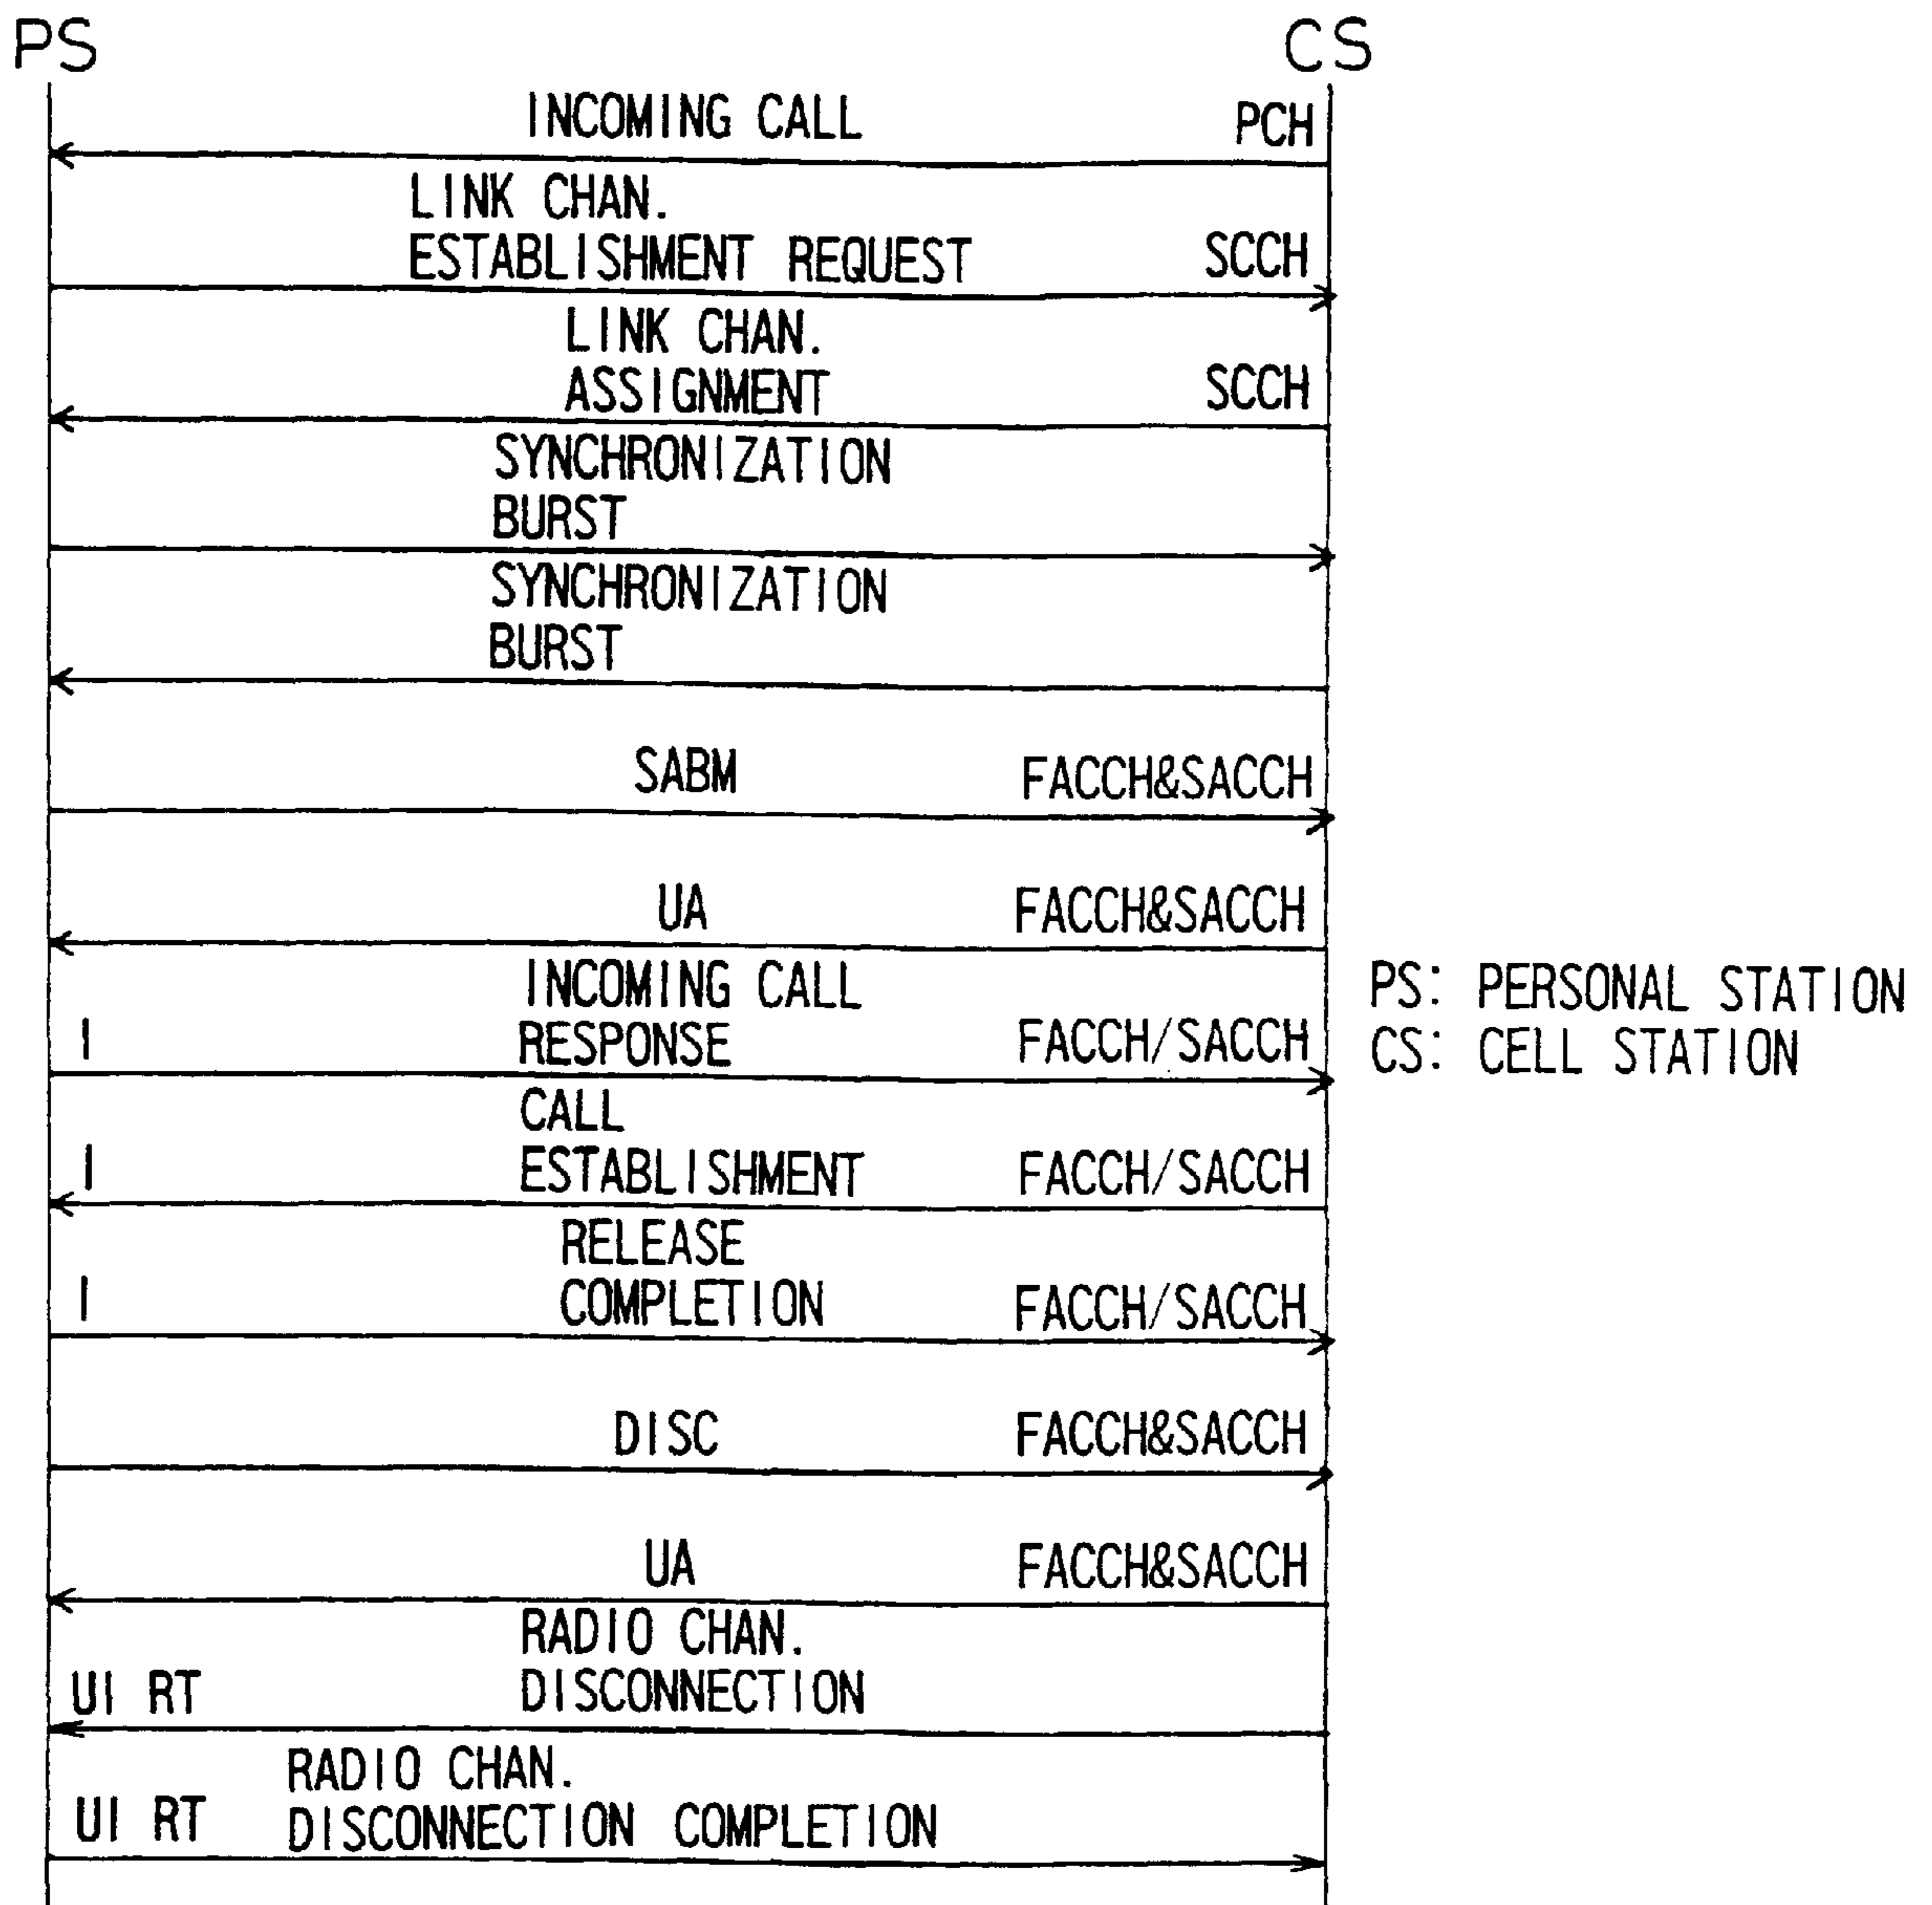 PS CS
INCOMING CALL PCH
LINK CHAN.
ESTABLISHMENT REQUEST SCCH
LINK CHAN.
ASSIGNMENT SCCH
SYNCHRONIZATION
BURST
SYNCHRONIZATION
BURST
SABM FACCH&SACCH
UA FACCH&SACCH
INCOMING CALL
I RESPONSE FACCH/SACCH
PS: PERSONAL STATION
CS: CELL STATION
CALL
I ESTABLISHMENT FACCH/SACCH
RELEASE
I COMPLETION FACCH/SACCH
DISC FACCH&SACCH
UA FACCH&SACCH
RADIO CHAN.
UI RT DISCONNECTION
RADIO CHAN.
UI RT DISCONNECTION COMPLETION